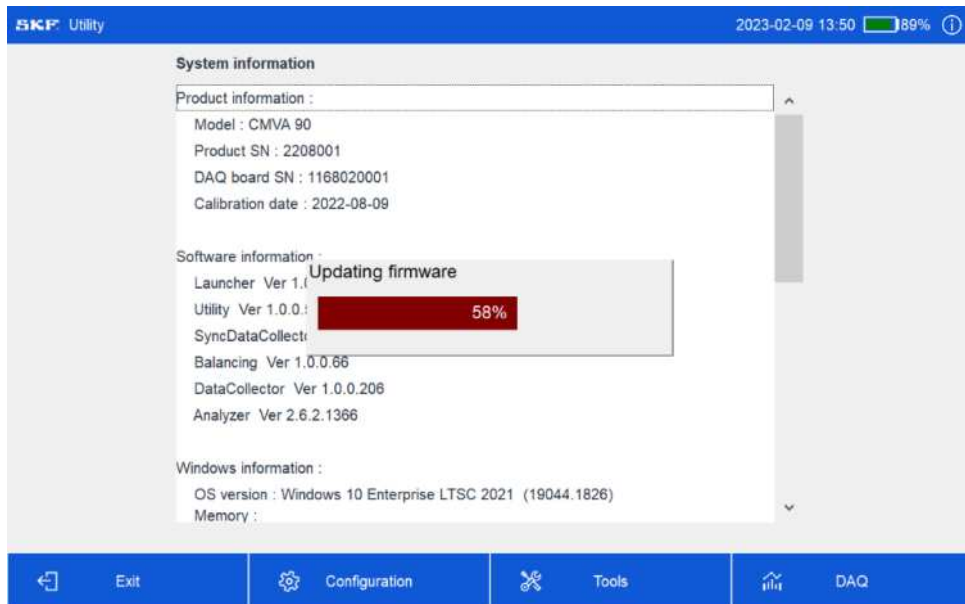 SKF Utility
2023-02-09 13:50 89%
System information
Product information :
Model : CMVA 90
Product SN : 2208001
DAQ board SN : 1168020001
Calibration date : 2022-08-09
Software information :
Launcher Ver 1.
Updating firmware
Utility Ver 1.0.0.
58%
SyncDataCollect
Balancing Ver 1.0.0.66
DataCollector Ver 1.0.0.206
Analyzer Ver 2.6.2.1366
Windows information :
OS version : Windows 10 Enterprise LTSC 2021 (19044.1826)
Memory :
Exit
Configuration
Tools
DAQ